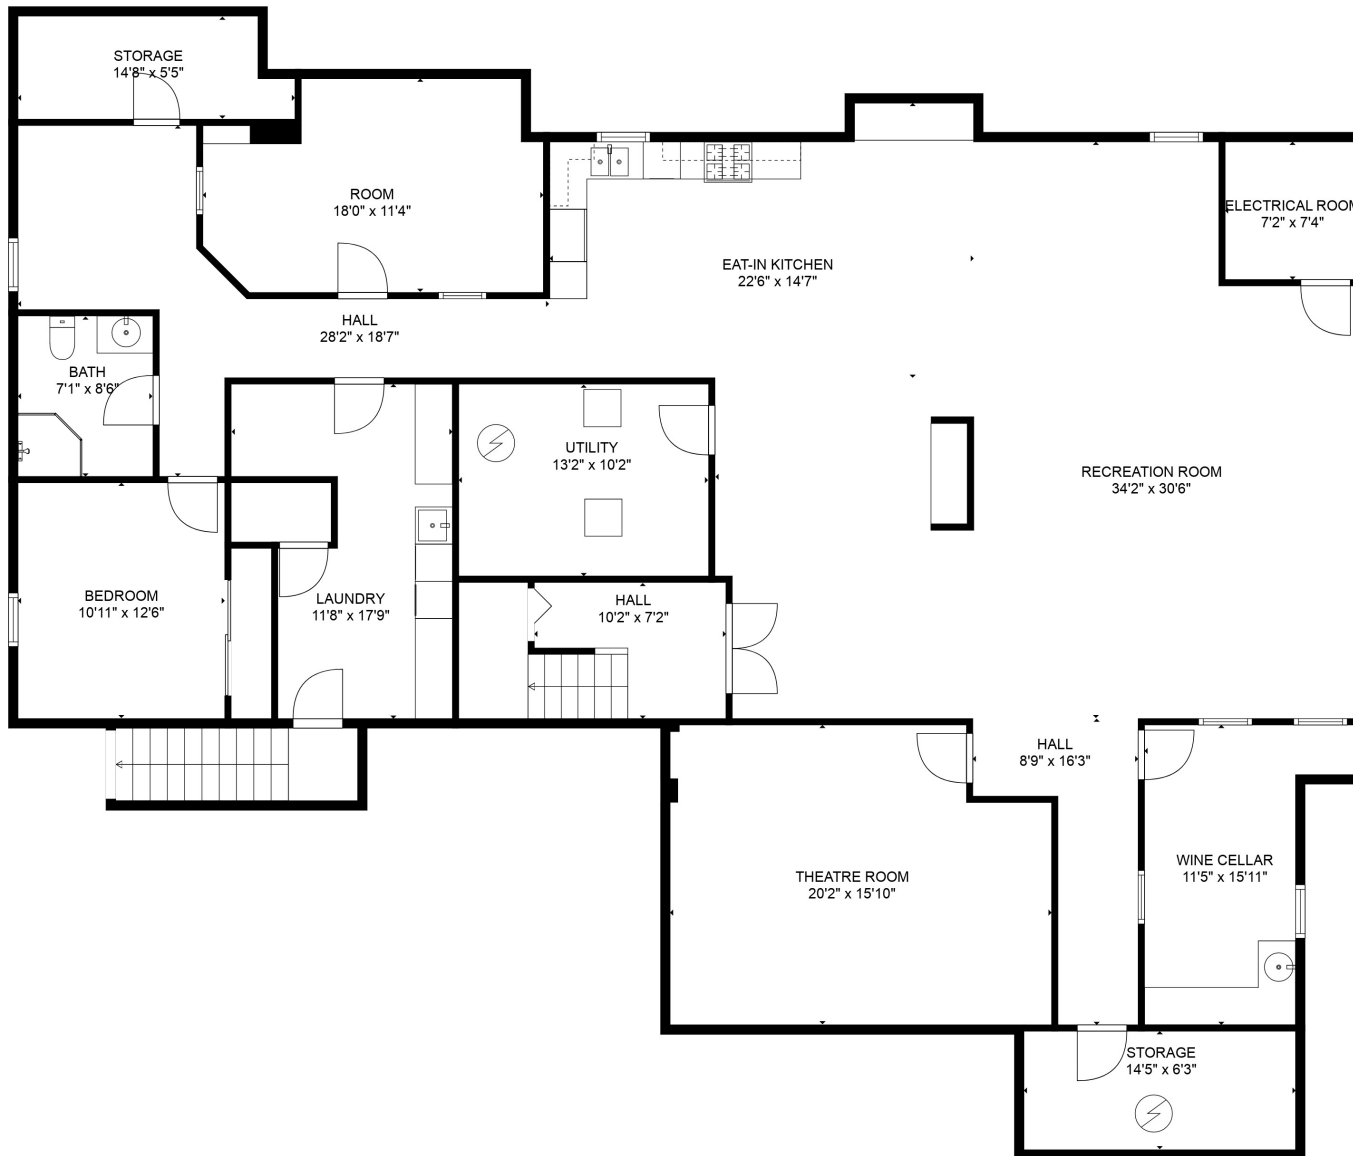 STORAGE
14'8" x 5'5"
ROOM
18'0" x 11'4"
ELECTRICAL ROOM
7'2" x 7'4"
EAT-IN KITCHEN
22'6" x 14'7"
HALL
28'2" x 18'7"
BATH
7'1" x 8'6"
UTILITY
13'2" x 10'2"
RECREATION ROOM
34'2" x 30'6"
BEDROOM
10'11" x 12'6"
LAUNDRY
11'8" x 17'9"
HALL
10'2" x 7'2"
HALL
8'9" x 16'3"
THEATRE ROOM
20'2" x 15'10"
WINE CELLAR
11'5" x 15'11"
STORAGE
14'5" x 6'3"